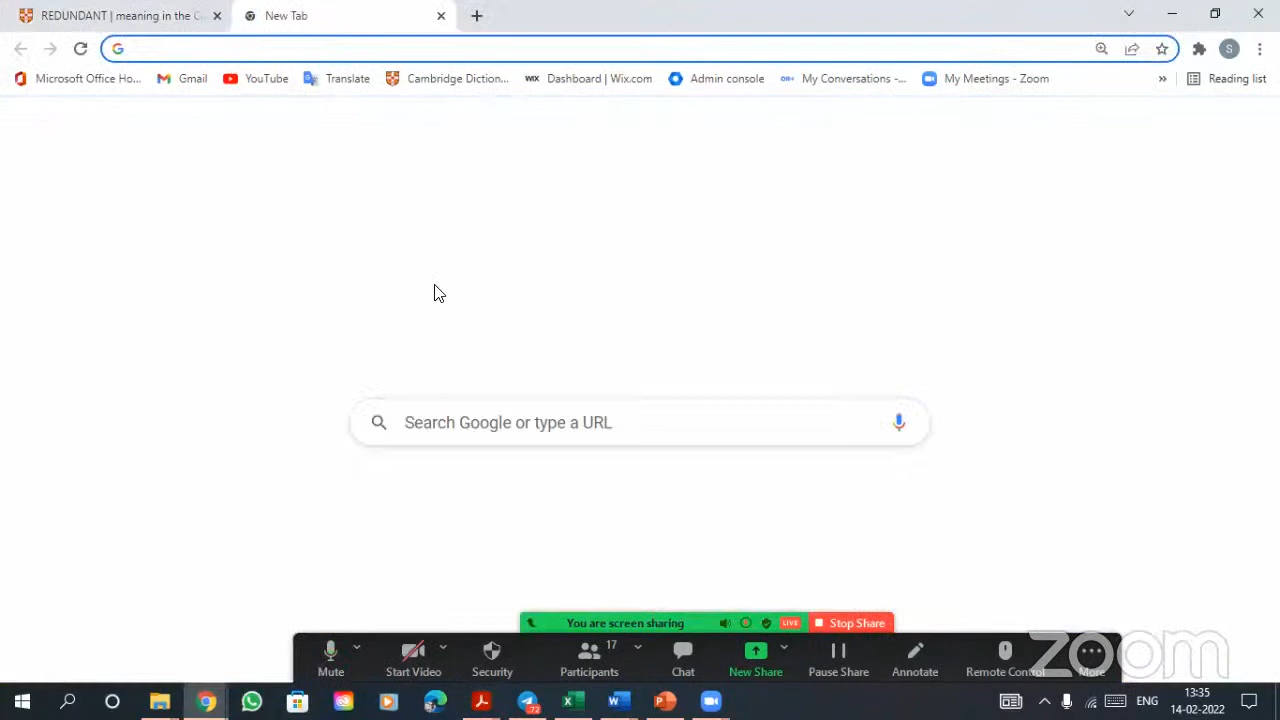 REDUNDANT | meaning in the C
New Tab
S
Microsoft Office Ho...
Gmail
YouTube
Translate
Cambridge Diction...
WIX Dashboard | Wix.com
Admin console
My Conversations -...
My Meetings - Zoom
»
Reading list
Search Google or type a URL
You are screen sharing
LIVE
Stop Share
17
Mute
Start Video
Security
Participants
Chat
New Share
Pause Share
Annotate
Remote Control
More
zoom
72
ENG
13:35
14-02-2022